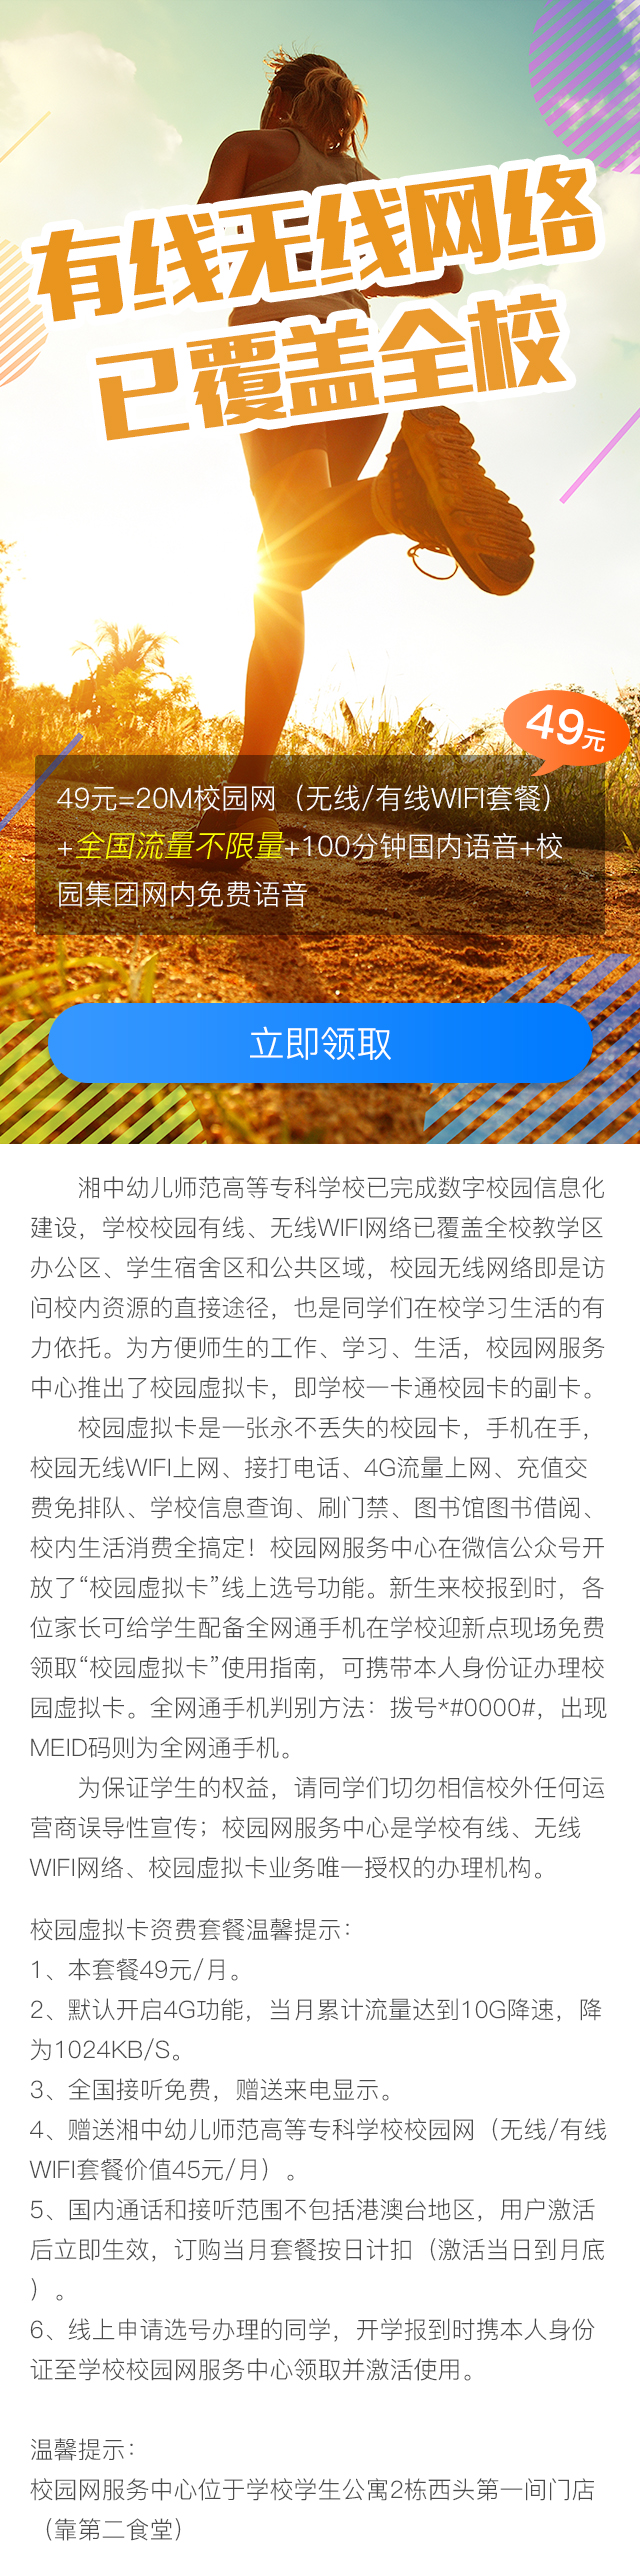 有线无线网络
已覆盖全校
49元
49元=20M校园网（无线/有线WIFI套餐）
+全国流量不限量+100分钟国内语音+校
园集团网内免费语音
立即领取
湘中幼儿师范高等专科学校已完成数字校园信息化
建设，学校校园有线、无线WIFI网络已覆盖全校教学区
办公区、学生宿舍区和公共区域，校园无线网络即是访
问校内资源的直接途径，也是同学们在校学习生活的有
力依托。为方便师生的工作、学习、生活，校园网服务
中心推出了校园虚拟卡，即学校一卡通校园卡的副卡。
校园虚拟卡是一张永不丢失的校园卡，手机在手，
校园无线WIFI上网、接打电话、4G流量上网、充值交
费免排队、学校信息查询、刷门禁、图书馆图书借阅、
校内生活消费全搞定！校园网服务中心在微信公众号开
放了“校园虚拟卡”线上选号功能。新生来校报到时，各
位家长可给学生配备全网通手机在学校迎新点现场免费
领取“校园虚拟卡”使用指南，可携带本人身份证办理校
园虚拟卡。全网通手机判别方法：拨号*#0000#，出现
MEID码则为全网通手机。
为保证学生的权益，请同学们切勿相信校外任何运
营商误导性宣传；校园网服务中心是学校有线、无线
WIFI网络、校园虚拟卡业务唯一授权的办理机构。
校园虚拟卡资费套餐温馨提示：
1、本套餐49元/月。
2、默认开启4G功能，当月累计流量达到10G降速，降
为1024KB/S。
3、全国接听免费，赠送来电显示。
4、赠送湘中幼儿师范高等专科学校校园网（无线/有线
WIFI套餐价值45元/月）。
5、国内通话和接听范围不包括港澳台地区，用户激活
后立即生效，订购当月套餐按日计扣（激活当日到月底
）。
6、线上申请选号办理的同学，开学报到时携本人身份
证至学校校园网服务中心领取并激活使用。
温馨提示：
校园网服务中心位于学校学生公寓2栋西头第一间门店
（靠第二食堂）